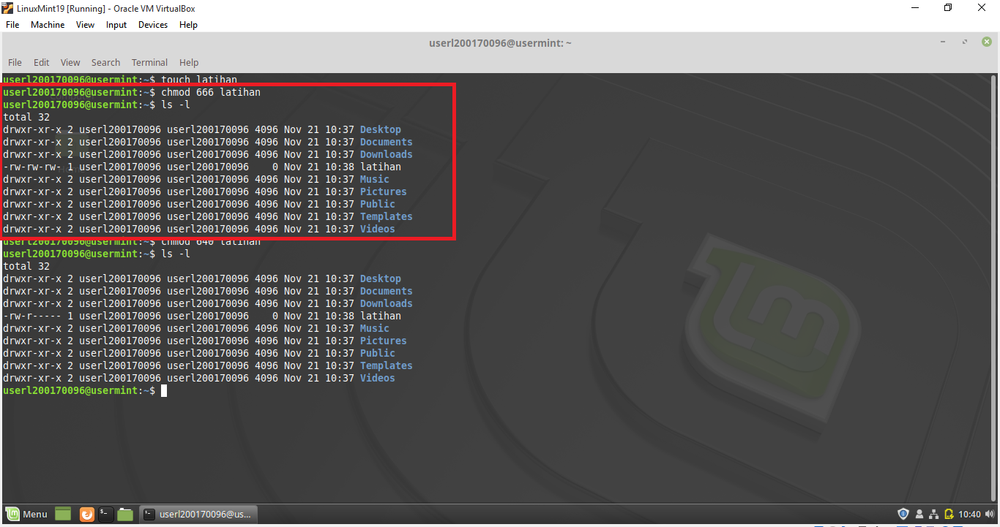 LinuxMint19 [Running] - Oracle VM VirtualBox
File Machine View Input Devices Help
userl200170096@usermint: ~
File Edit View Search Terminal Help
userl200170096@usermint:~$ touch latihan
userl200170096@usermint:~$ chmod 666 latihan
userl200170096@usermint:~$ ls -l
total 32
drwxr-xr-x 2 userl200170096 userl200170096 4096 Nov 21 10:37 Desktop
drwxr-xr-x 2 userl200170096 userl200170096 4096 Nov 21 10:37 Documents
drwxr-xr-x 2 userl200170096 userl200170096 4096 Nov 21 10:37 Downloads
-rw-rw-rw- 1 userl200170096 userl200170096    0 Nov 21 10:38 latihan
drwxr-xr-x 2 userl200170096 userl200170096 4096 Nov 21 10:37 Music
drwxr-xr-x 2 userl200170096 userl200170096 4096 Nov 21 10:37 Pictures
drwxr-xr-x 2 userl200170096 userl200170096 4096 Nov 21 10:37 Public
drwxr-xr-x 2 userl200170096 userl200170096 4096 Nov 21 10:37 Templates
drwxr-xr-x 2 userl200170096 userl200170096 4096 Nov 21 10:37 Videos
userl200170096@usermint:~$ chmod 640 latihan
userl200170096@usermint:~$ ls -l
total 32
drwxr-xr-x 2 userl200170096 userl200170096 4096 Nov 21 10:37 Desktop
drwxr-xr-x 2 userl200170096 userl200170096 4096 Nov 21 10:37 Documents
drwxr-xr-x 2 userl200170096 userl200170096 4096 Nov 21 10:37 Downloads
-rw-r----- 1 userl200170096 userl200170096    0 Nov 21 10:38 latihan
drwxr-xr-x 2 userl200170096 userl200170096 4096 Nov 21 10:37 Music
drwxr-xr-x 2 userl200170096 userl200170096 4096 Nov 21 10:37 Pictures
drwxr-xr-x 2 userl200170096 userl200170096 4096 Nov 21 10:37 Public
drwxr-xr-x 2 userl200170096 userl200170096 4096 Nov 21 10:37 Templates
drwxr-xr-x 2 userl200170096 userl200170096 4096 Nov 21 10:37 Videos
userl200170096@usermint:~$
Menu userl200170096@us... 10:40